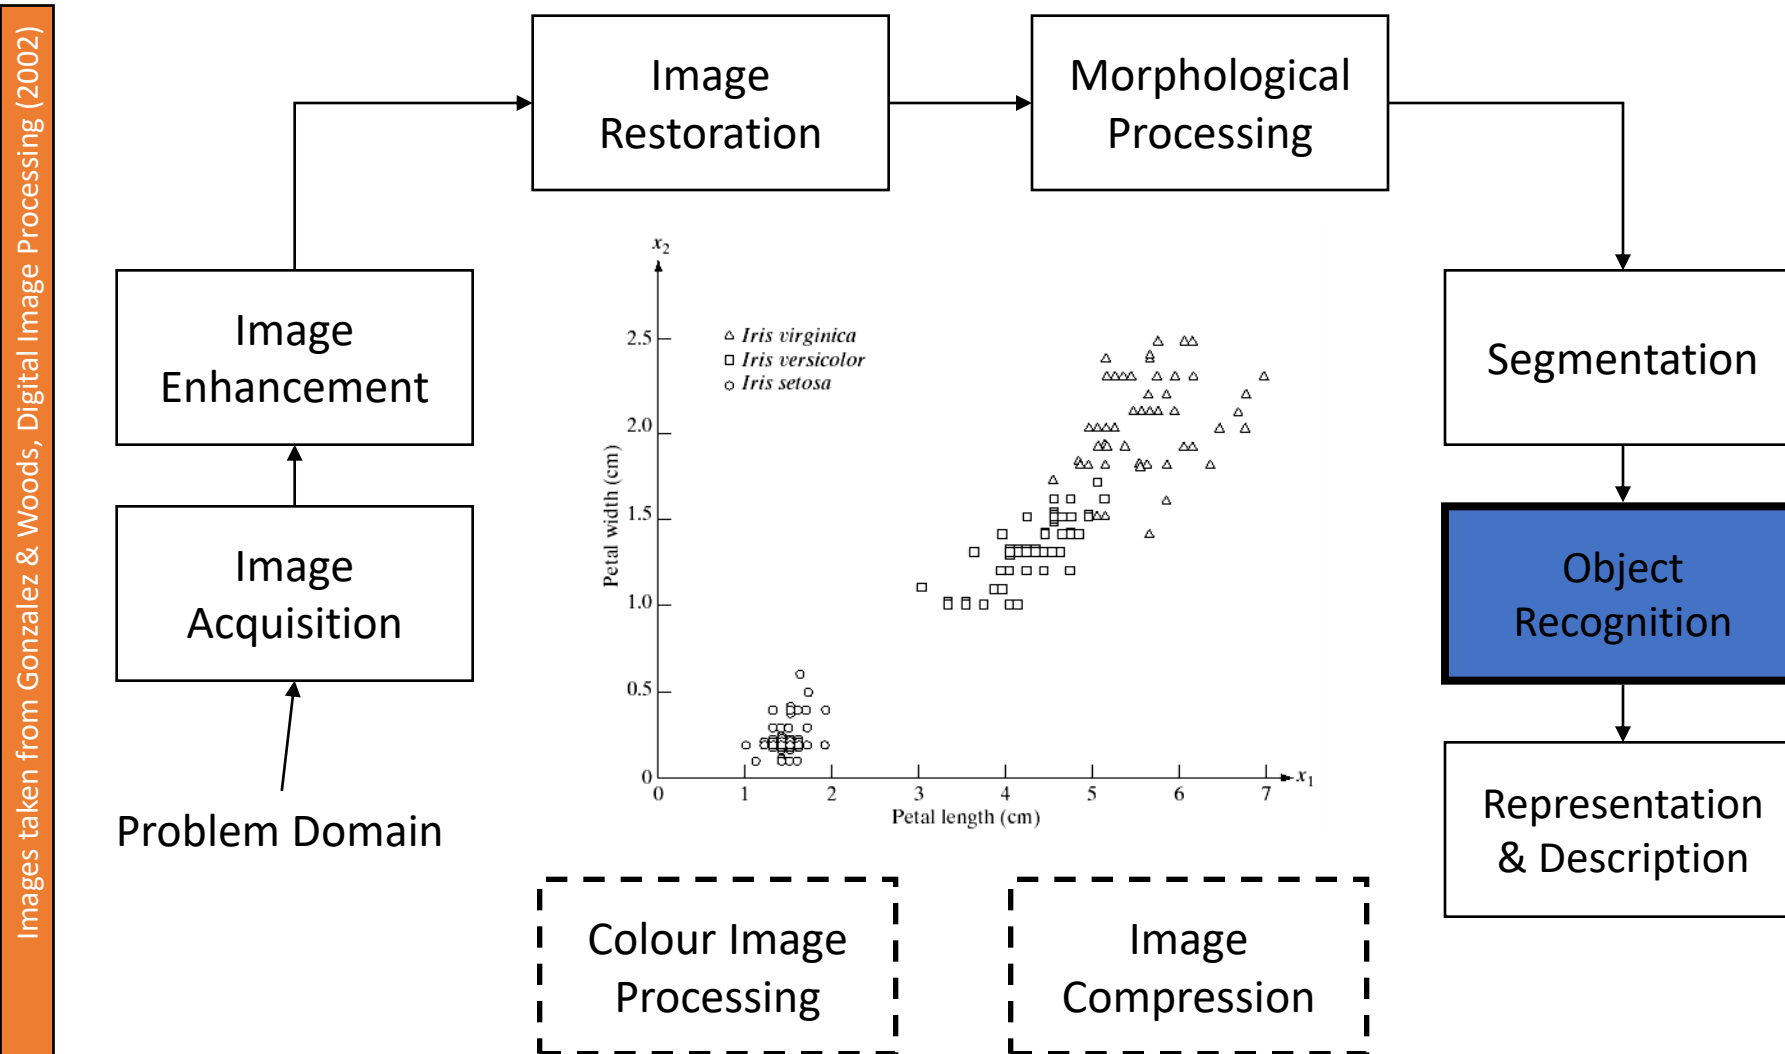 Images taken from Gonzalez & Woods, Digital Image Processing (2002)
Image
Restoration
Morphological
Processing
Image
Enhancement
Segmentation
Image
Acquisition
Object
Recognition
Problem Domain
Representation
& Description
x2
2.5
2.0
1.5
1.0
0.5
0
Petal width (cm)
Iris virginica
Iris versicolor
Iris setosa
0 1 2 3 4 5 6 7
x1
Petal length (cm)
Colour Image
Processing
Image
Compression